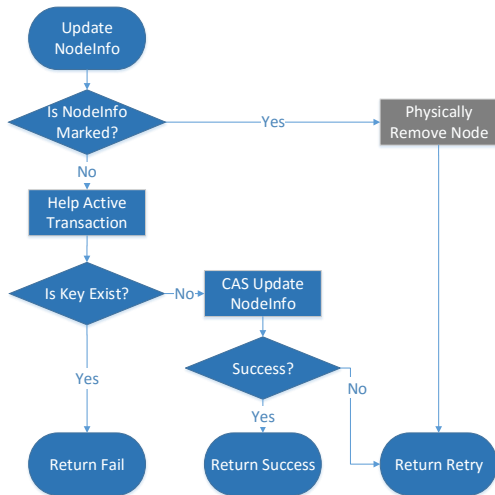 Update
NodeInfo
Is NodeInfo
Marked?
Yes
Physically
Remove Node
No
Help Active
Transaction
Is Key Exist?
No
CAS Update
NodeInfo
Success?
Yes
No
Yes
Return Fail
Return Success
Return Retry